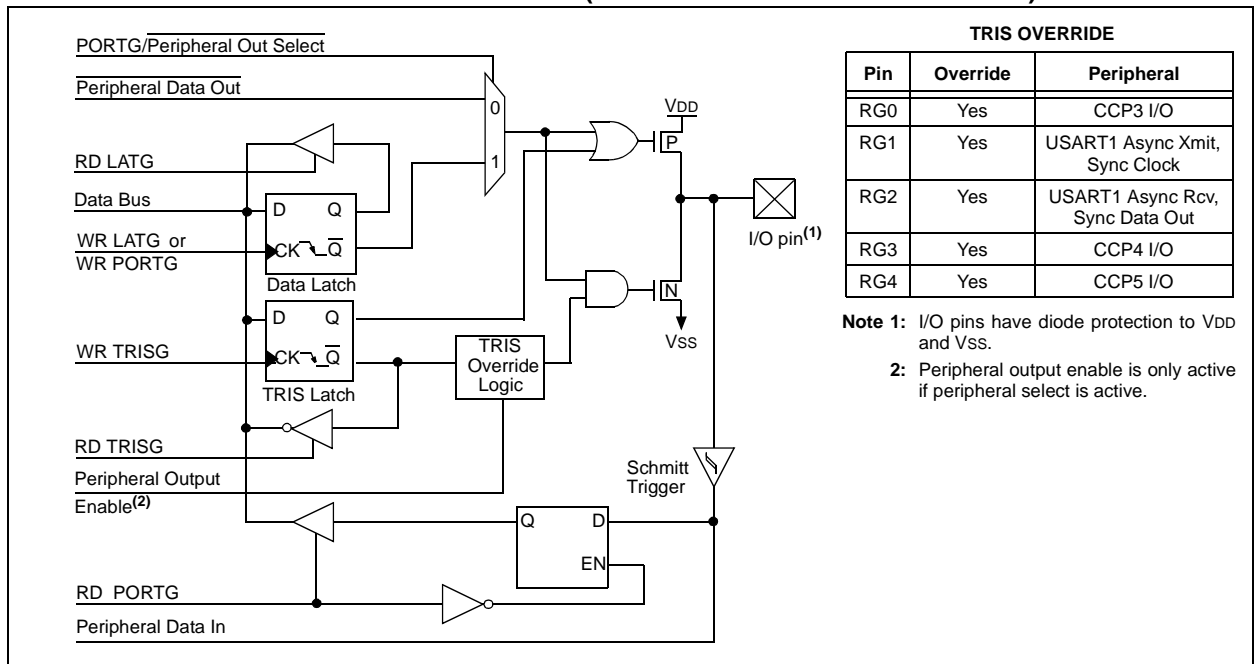 PORTG/Peripheral Out Select
Peripheral Data Out
RD LATG
Data Bus
WR LATG or
WR PORTG
D Q
CK Q
Data Latch
D Q
CK Q
TRIS Latch
WR TRISG
RD TRISG
Peripheral Output
Enable(2)
RD PORTG
Peripheral Data In
0
1
TRIS
Override
Logic
VDD
P
N
VSS
I/O pin(1)
Schmitt
Trigger
Q D
EN
TRIS OVERRIDE
Pin Override Peripheral
RG0 Yes CCP3 I/O
RG1 Yes USART1 Async Xmit,
Sync Clock
RG2 Yes USART1 Async Rcv,
Sync Data Out
RG3 Yes CCP4 I/O
RG4 Yes CCP5 I/O
Note 1: I/O pins have diode protection to VDD
and VSS.
2: Peripheral output enable is only active
if peripheral select is active.